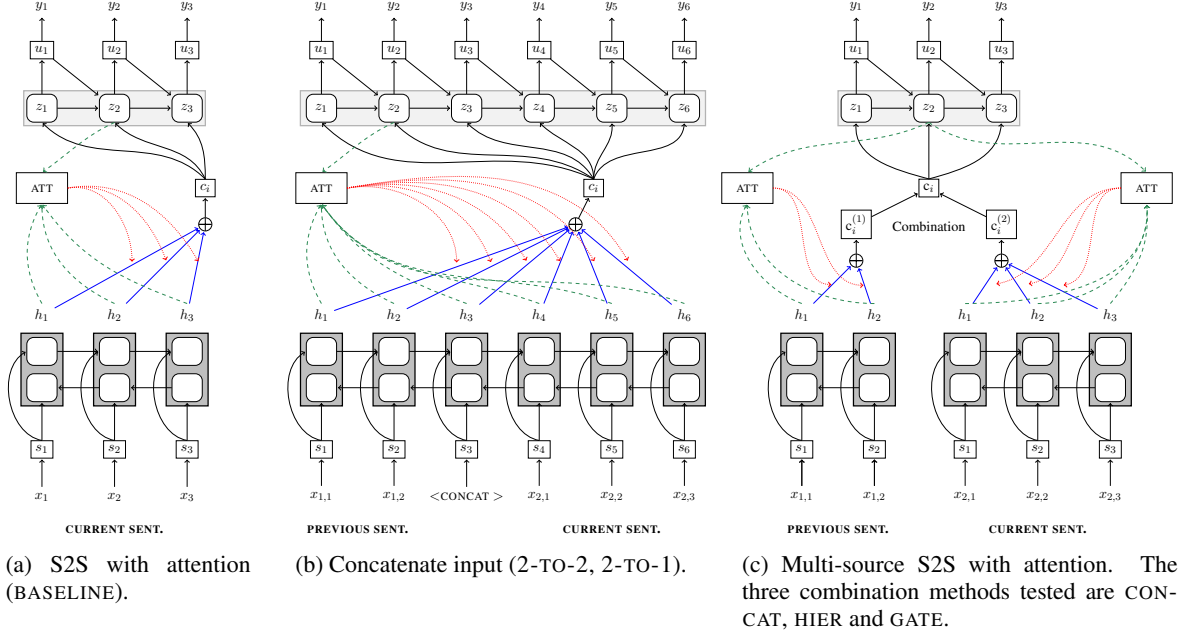 y1 y2 y3
u1 u2 u3
z1 z2 z3
ATT
ci
h1 h2 h3
s1 s2 s3
x1 x2 x3
CURRENT SENT.
(a) S2S with attention
(BASELINE).
y1 y2 y3 y4 y5 y6
u1 u2 u3 u4 u5 u6
z1 z2 z3 z4 z5 z6
ATT
ci
h1 h2 h3 h4 h5 h6
s1 s2 s3 s4 s5 s6
x1,1 x1,2 <CONCAT > x2,1 x2,2 x2,3
PREVIOUS SENT. CURRENT SENT.
(b) Concatenate input (2-TO-2, 2-TO-1).
y1 y2 y3
u1 u2 u3
z1 z2 z3
ATT ci ATT
ci(1) Combination ci(2)
h1 h2 h1 h2 h3
s1 s2 s1 s2 s3
x1,1 x1,2 x2,1 x2,2 x2,3
PREVIOUS SENT. CURRENT SENT.
(c) Multi-source S2S with attention. The
three combination methods tested are CON-
CAT, HIER and GATE.